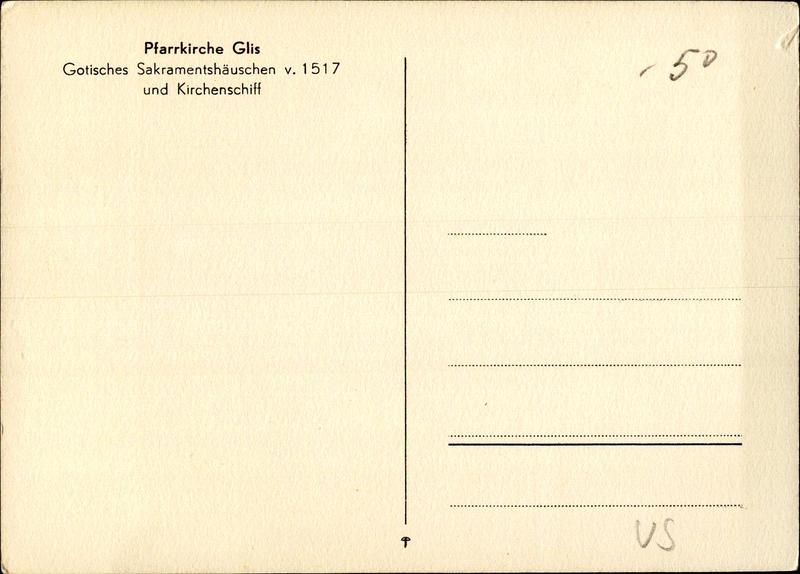 Pfarrkirche Glis
Gotisches Sakramentshäuschen v. 1517
und Kirchenschiff
-50
VS